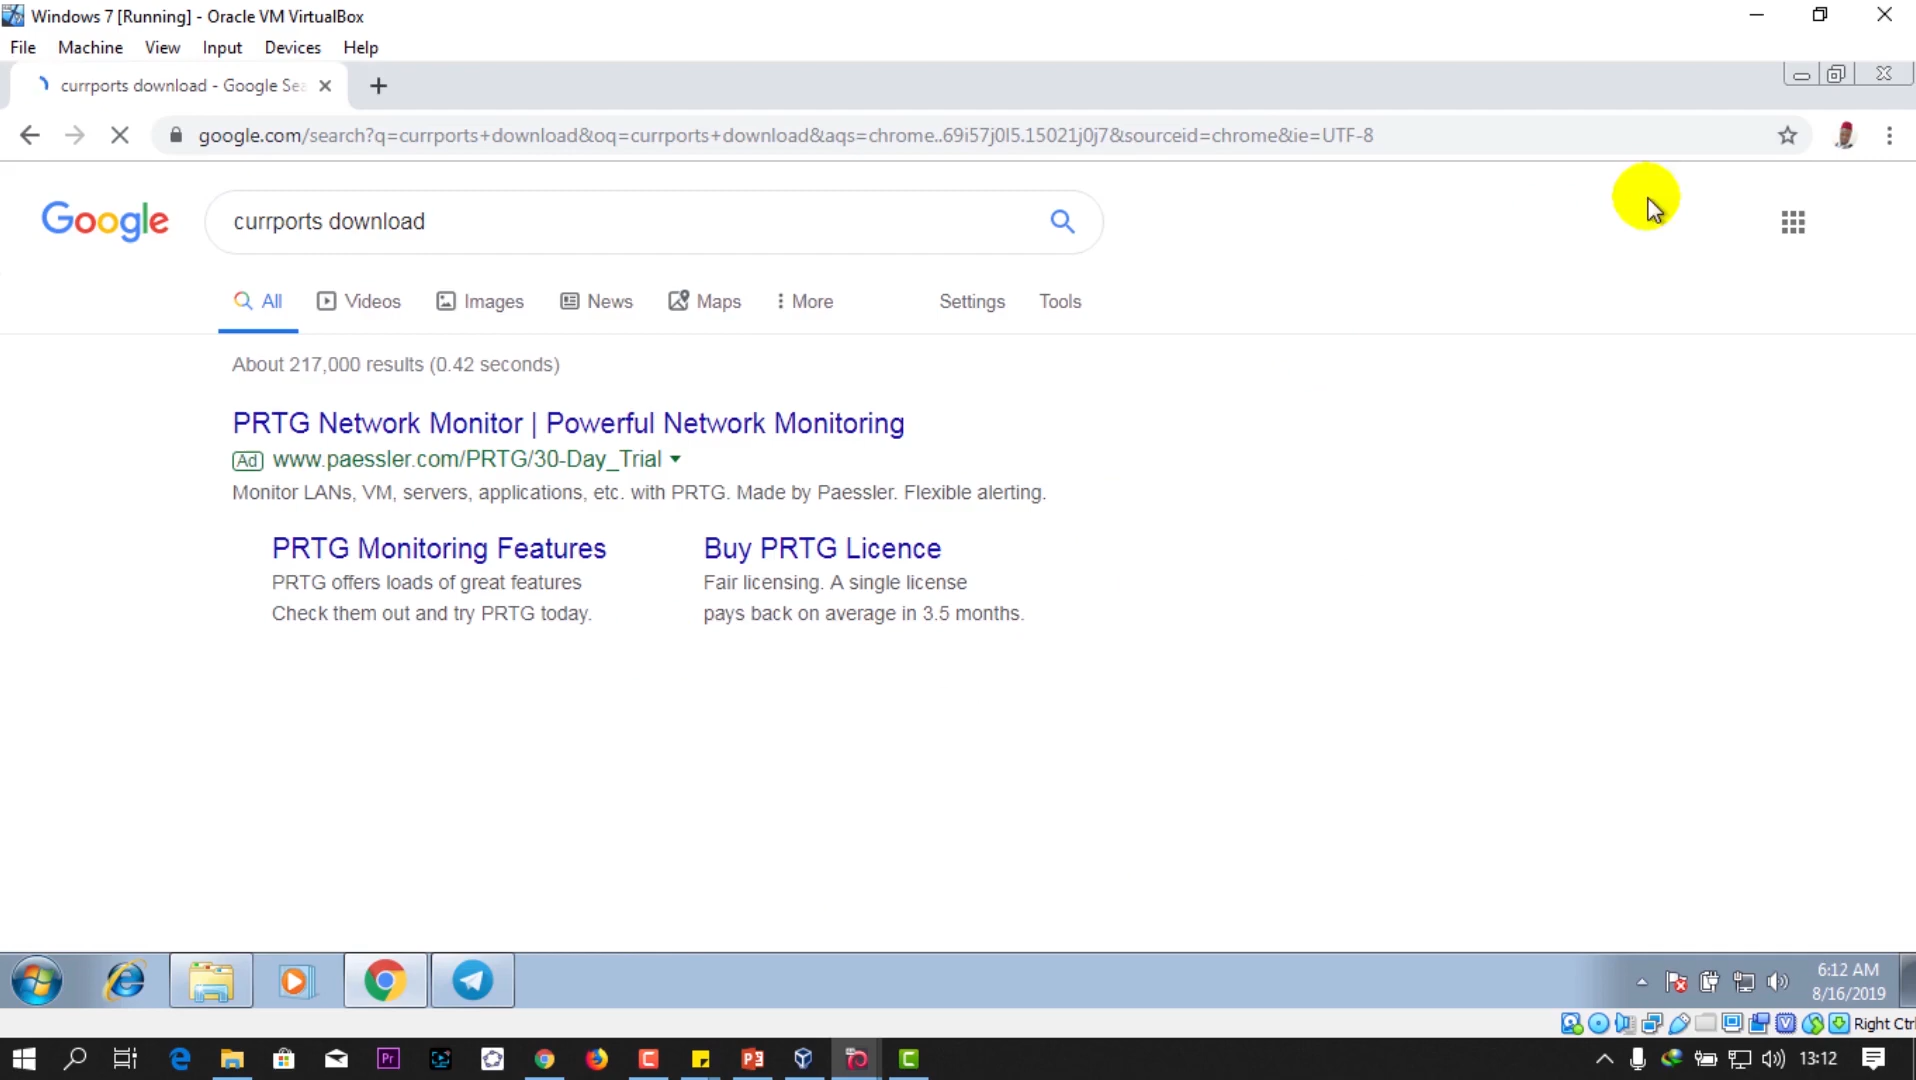 Windows 7 [Running] - Oracle VM VirtualBox
File Machine View Input Devices Help
currports download - Google Sea
google.com/search?q=currports+download&oq=currports+download&aqs=chrome..69i57j0l5.15021j0j7&sourceid=chrome&ie=UTF-8
Google
currports download
All Videos Images News Maps More Settings Tools
About 217,000 results (0.42 seconds)
PRTG Network Monitor | Powerful Network Monitoring
Ad www.paessler.com/PRTG/30-Day_Trial
Monitor LANs, VM, servers, applications, etc. with PRTG. Made by Paessler. Flexible alerting.
PRTG Monitoring Features
PRTG offers loads of great features
Check them out and try PRTG today.
Buy PRTG Licence
Fair licensing. A single license
pays back on average in 3.5 months.
6:12 AM
8/16/2019
Right Ctrl
Pr
13:12